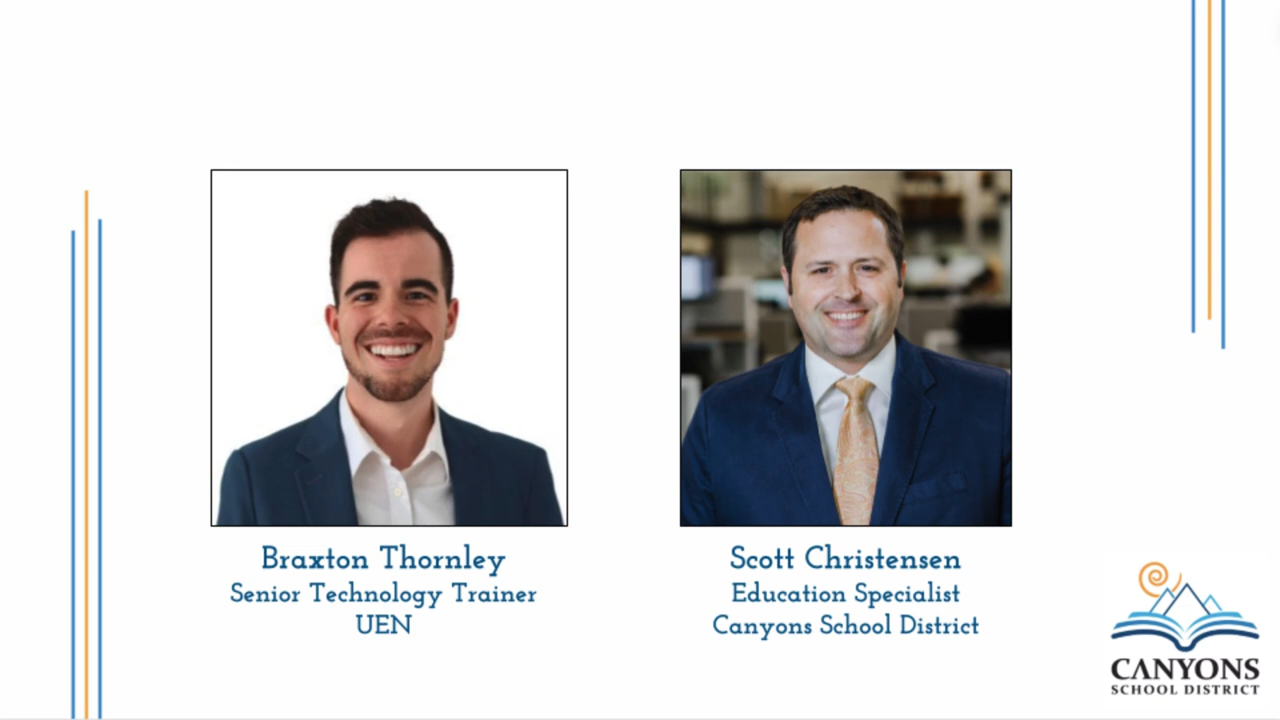 Braxton Thornley
Senior Technology Trainer
UEN
Scott Christensen
Education Specialist
Canyons School District
CANYONS
SCHOOL DISTRICT